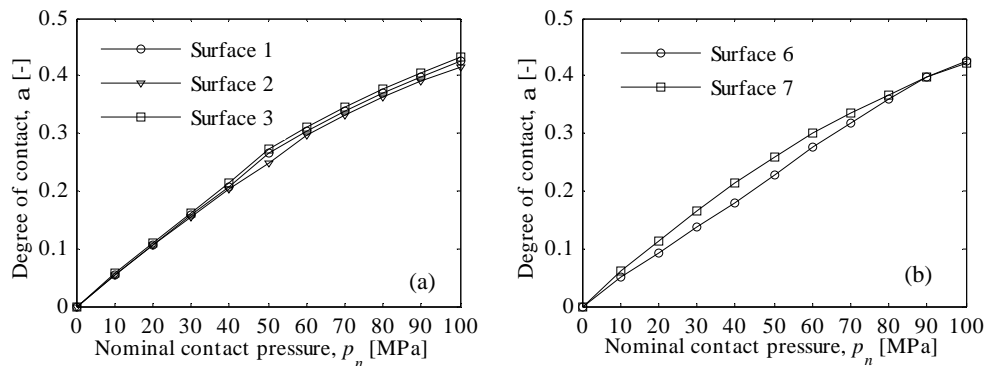 0.5
0.4
0.3
0.2
0.1
0
Degree of contact, a [-]
Surface 1
Surface 2
Surface 3
(a)
0 10 20 30 40 50 60 70 80 90 100
Nominal contact pressure, pn [MPa]
0.5
0.4
0.3
0.2
0.1
0
Degree of contact, a [-]
Surface 6
Surface 7
(b)
0 10 20 30 40 50 60 70 80 90 100
Nominal contact pressure, pn [MPa]